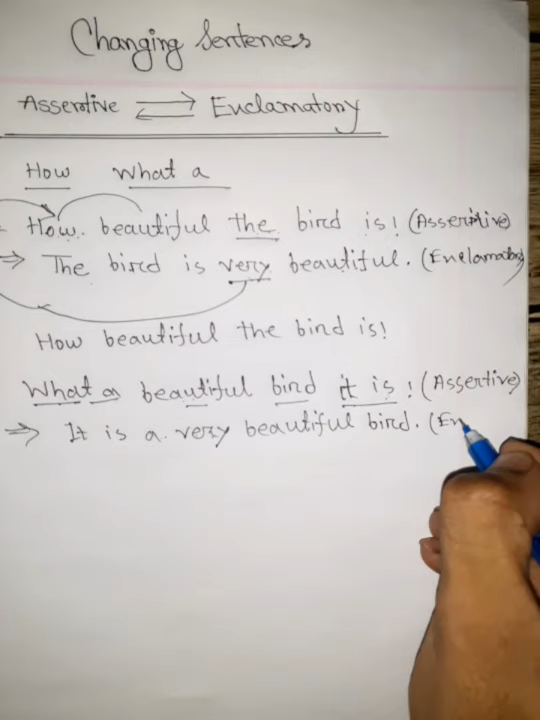 Changing Sentences
Assertive ⇌ Exclamatory
How What a
How beautiful the bird is! (Assertive)
⇒ The bird is very beautiful. (Exclamatory)
How beautiful the bird is!
What a beautiful bird it is! (Assertive)
⇒ It is a very beautiful bird. (En